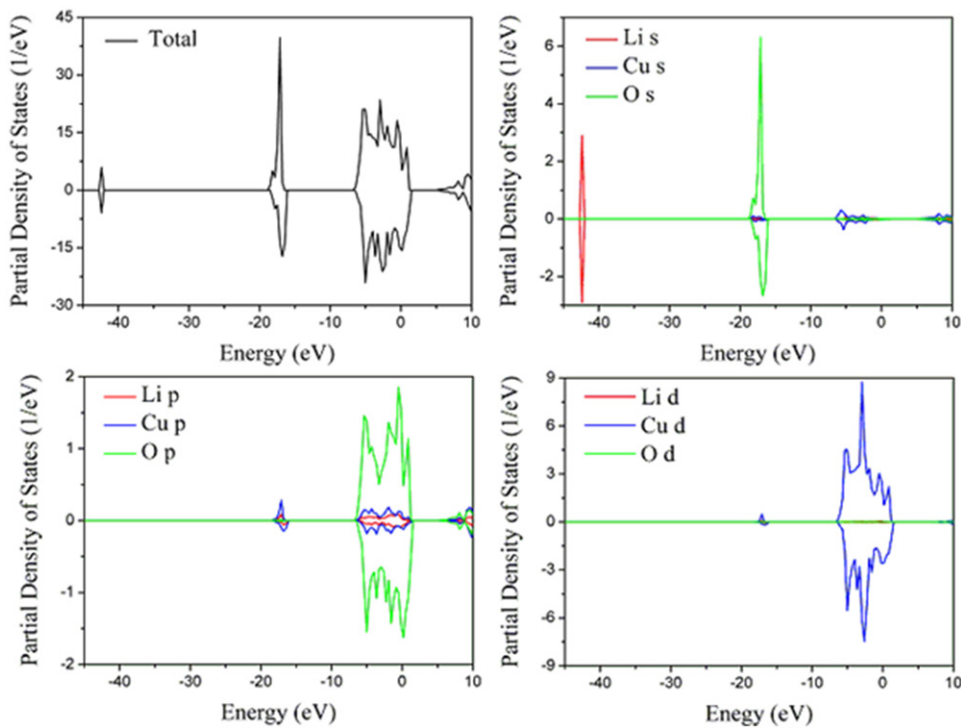 Partial Density of States (1/eV)
45
30
15
0
-15
-30
Total
-40
-30
-20
-10
0
10
Energy (eV)
Partial Density of States (1/eV)
6
4
2
0
-2
Li s
Cu s
O s
-40
-30
-20
-10
0
10
Energy (eV)
Partial Density of States (1/eV)
2
1
0
-1
-2
Li p
Cu p
O p
-40
-30
-20
-10
0
10
Energy (eV)
Partial Density of States (1/eV)
9
6
3
0
-3
-6
-9
Li d
Cu d
O d
-40
-30
-20
-10
0
10
Energy (eV)